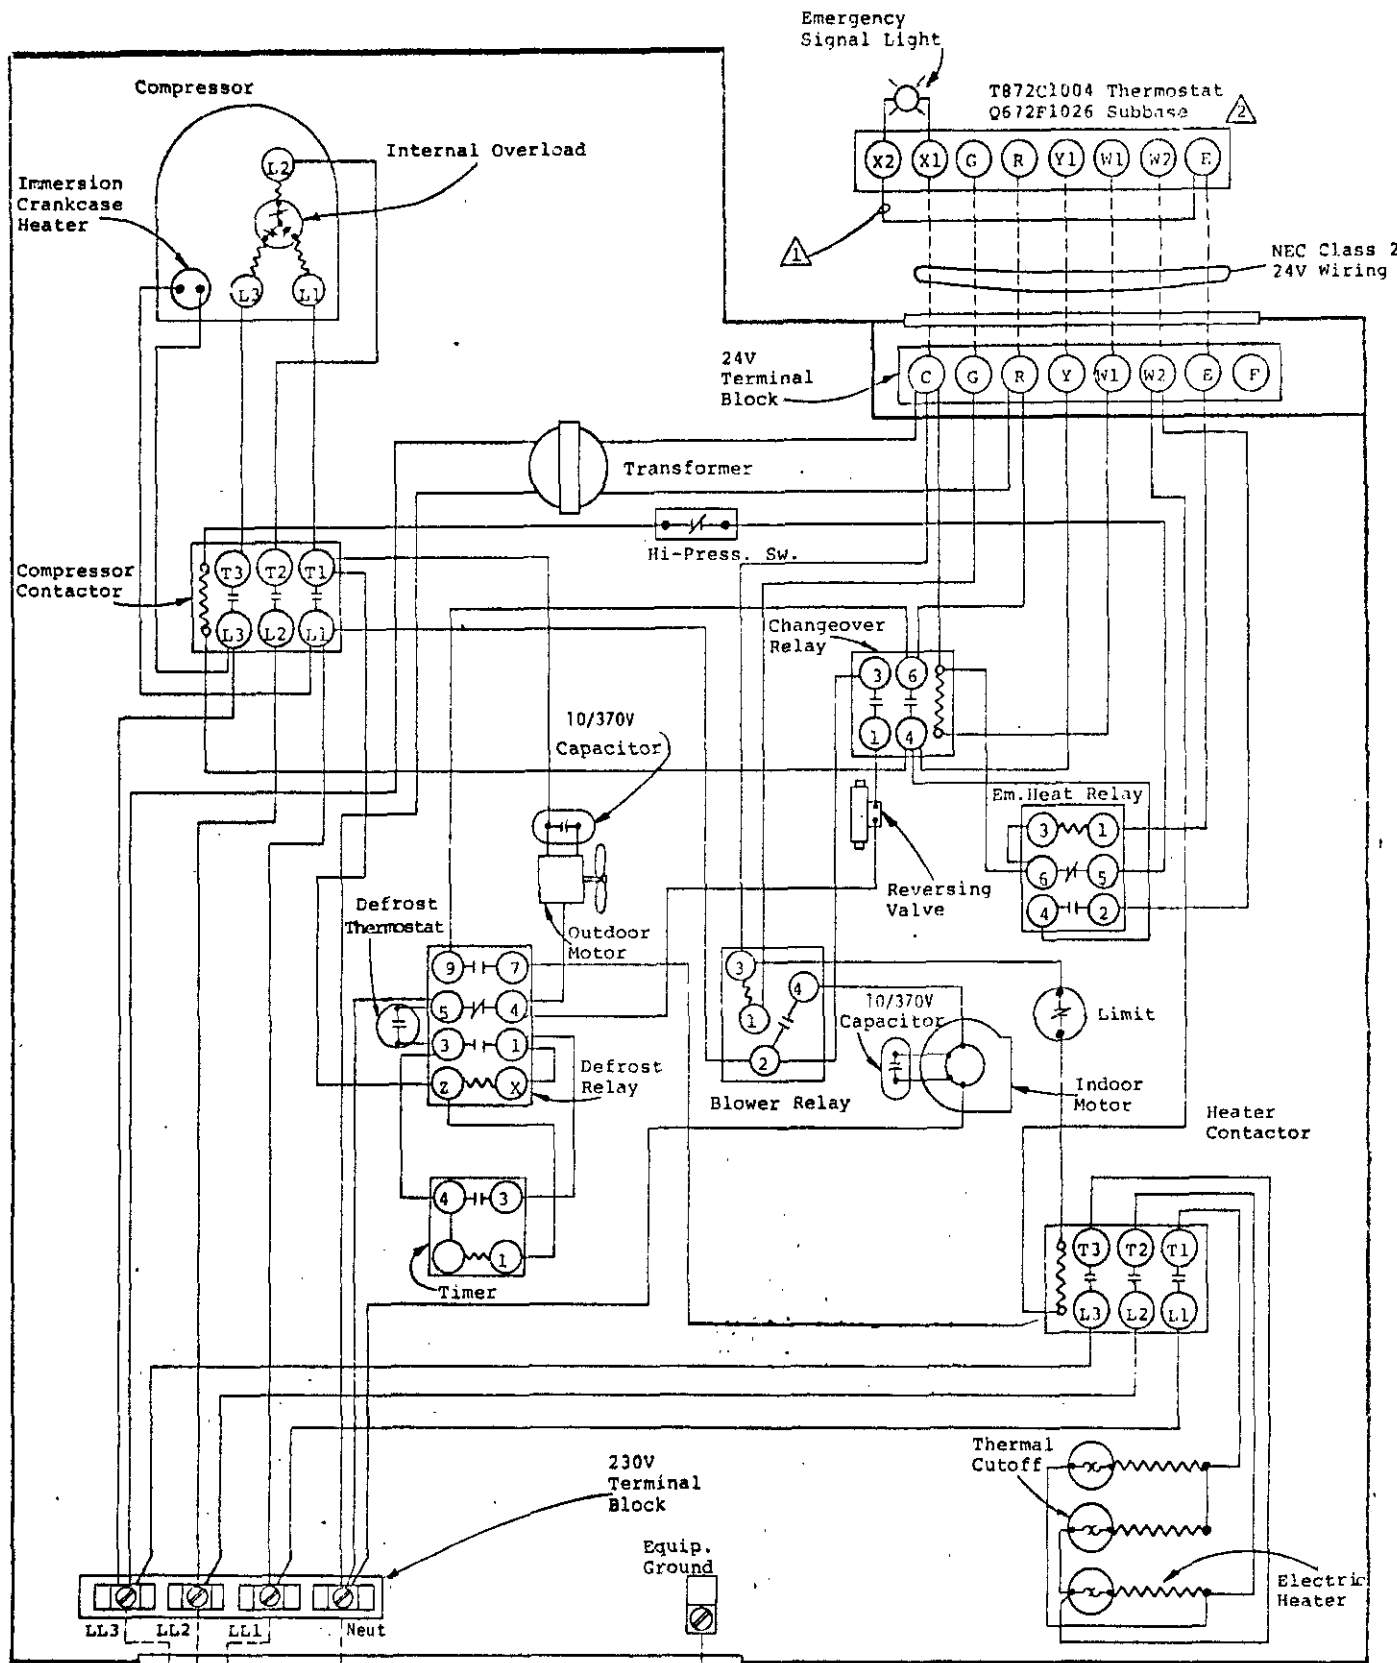 Emergency
Signal Light
T872C1004 Thermostat
Q672F1026 Subbase
2
Compressor
Internal Overload
Immersion
Crankcase
Heater
L2
L3 L1
X2 X1 G R Y1 W1 W2 E
1
NEC Class 2
24V Wiring
24V
Terminal
Block
C G R Y W1 W2 E F
Transformer
Hi-Press. Sw.
Compressor
Contactor
T3 T2 T1
L3 L2 L1
Changeover
Relay
3 6
1 4
10/370V
Capacitor
Em.Heat Relay
3 1
6 5
4 2
Reversing
Valve
Defrost
Thermostat
Outdoor
Motor
9 7
5 4
3 1
Z X
Defrost
Relay
3
4
1
2
Blower Relay
10/370V
Capacitor
Limit
Indoor
Motor
Heater
Contactor
4 3
1
Timer
T3 T2 T1
L3 L2 L1
Thermal
Cutoff
230V
Terminal
Block
Equip.
Ground
Electric
Heater
LL3 LL2 LL1 Neut